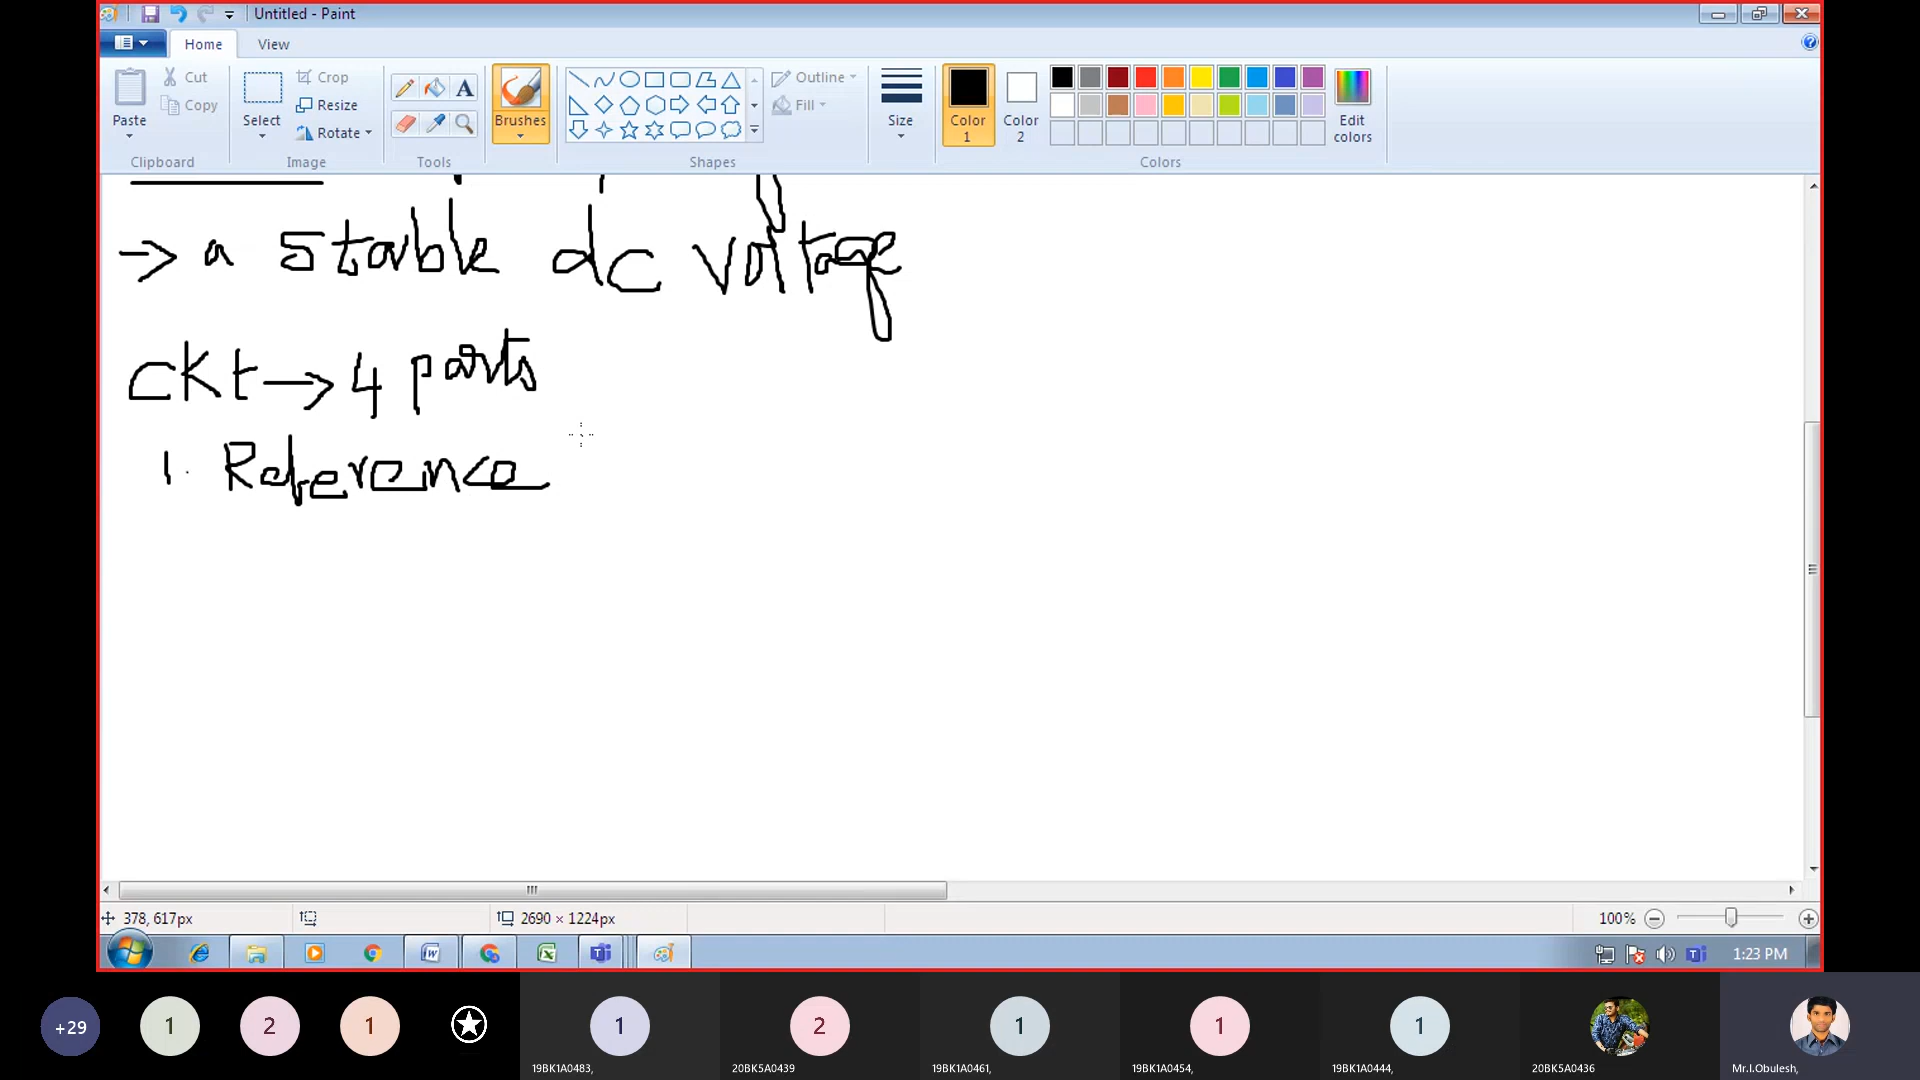 Untitled - Paint
Home View
Paste
Cut
Copy
Clipboard
Select
Crop
Resize
Rotate
Image
Tools
Brushes
Shapes
Outline
Fill
Size
Color 1
Color 2
Edit colors
Colors
→ a stable dc voltage
CKt → 4 parts
1. Reference
378, 617px
2690 × 1224px
100%
1:23 PM
+29 1 2 1 1 2 1 1 1
19BK1A0483, 20BK5A0439 19BK1A0461, 19BK1A0454, 19BK1A0444, 20BK5A0436 Mr.I.Obulesh,